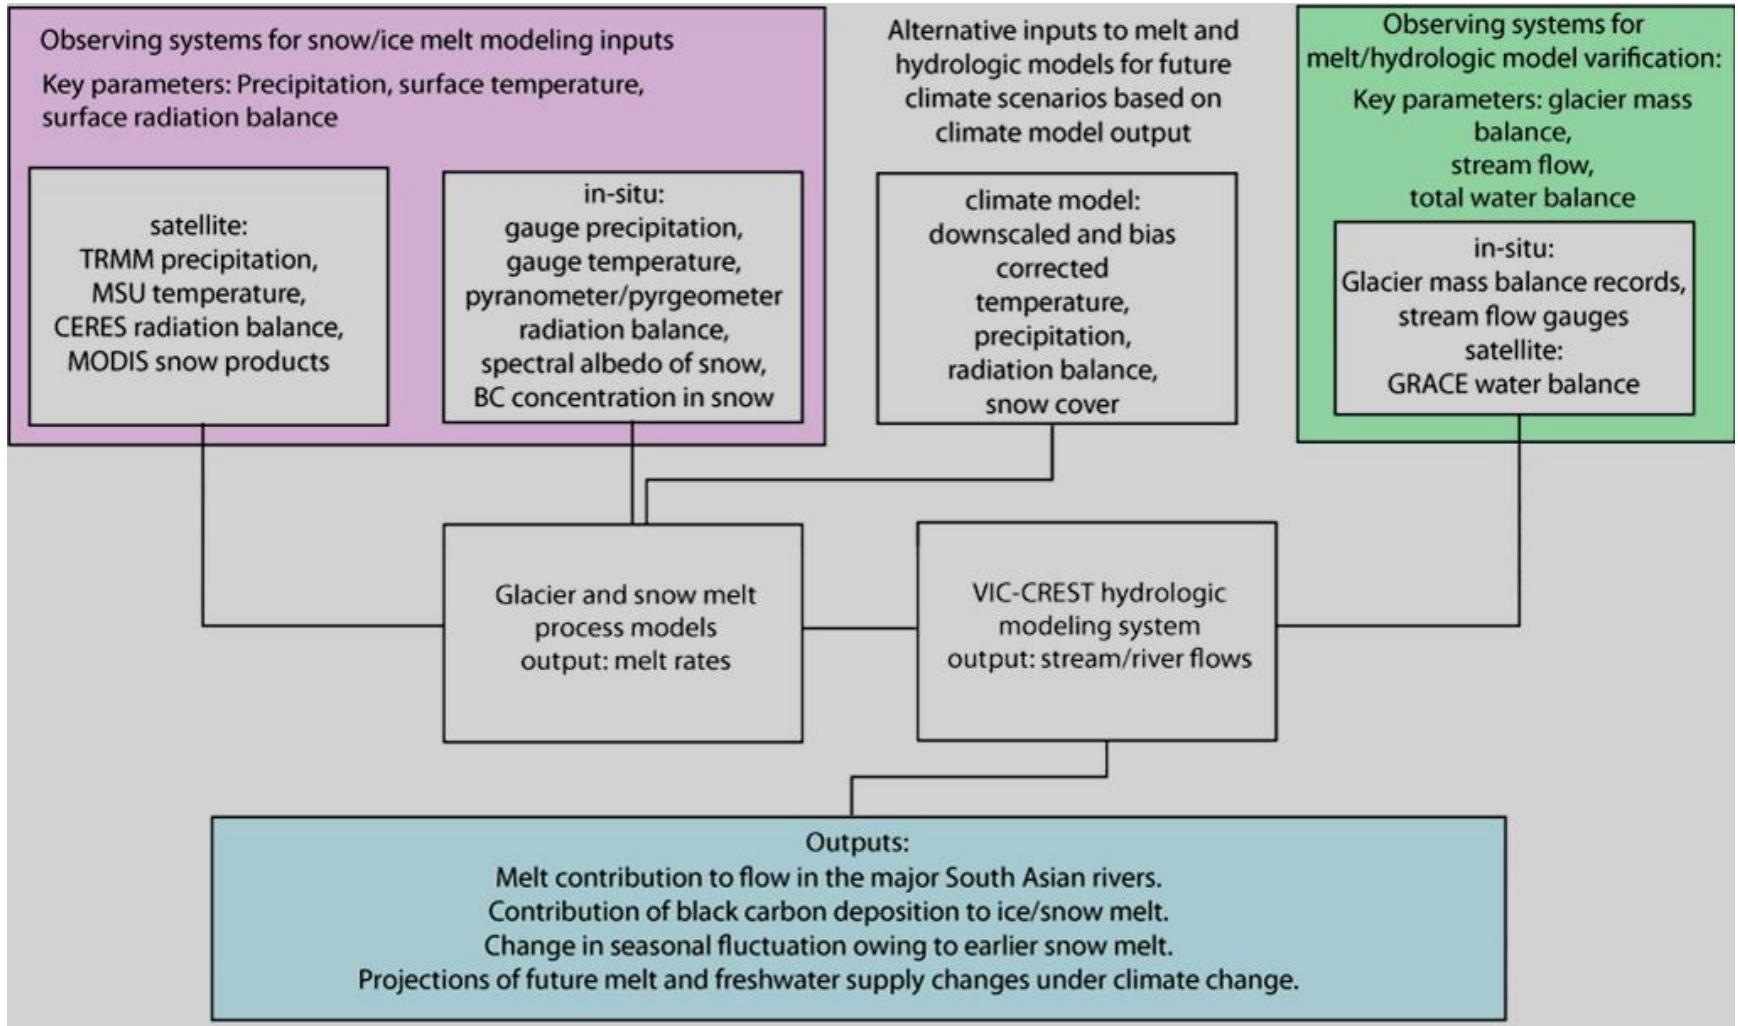 Observing systems for snow/ice melt modeling inputs
Key parameters: Precipitation, surface temperature,
surface radiation balance
satellite:
TRMM precipitation,
MSU temperature,
CERES radiation balance,
MODIS snow products
in-situ:
gauge precipitation,
gauge temperature,
pyranometer/pyrgeometer
radiation balance,
spectral albedo of snow,
BC concentration in snow
Alternative inputs to melt and
hydrologic models for future
climate scenarios based on
climate model output
climate model:
downscaled and bias
corrected
temperature,
precipitation,
radiation balance,
snow cover
Observing systems for
melt/hydrologic model varification:
Key parameters: glacier mass
balance,
stream flow,
total water balance
in-situ:
Glacier mass balance records,
stream flow gauges
satellite:
GRACE water balance
Glacier and snow melt
process models
output: melt rates
VIC-CREST hydrologic
modeling system
output: stream/river flows
Outputs:
Melt contribution to flow in the major South Asian rivers.
Contribution of black carbon deposition to ice/snow melt.
Change in seasonal fluctuation owing to earlier snow melt.
Projections of future melt and freshwater supply changes under climate change.